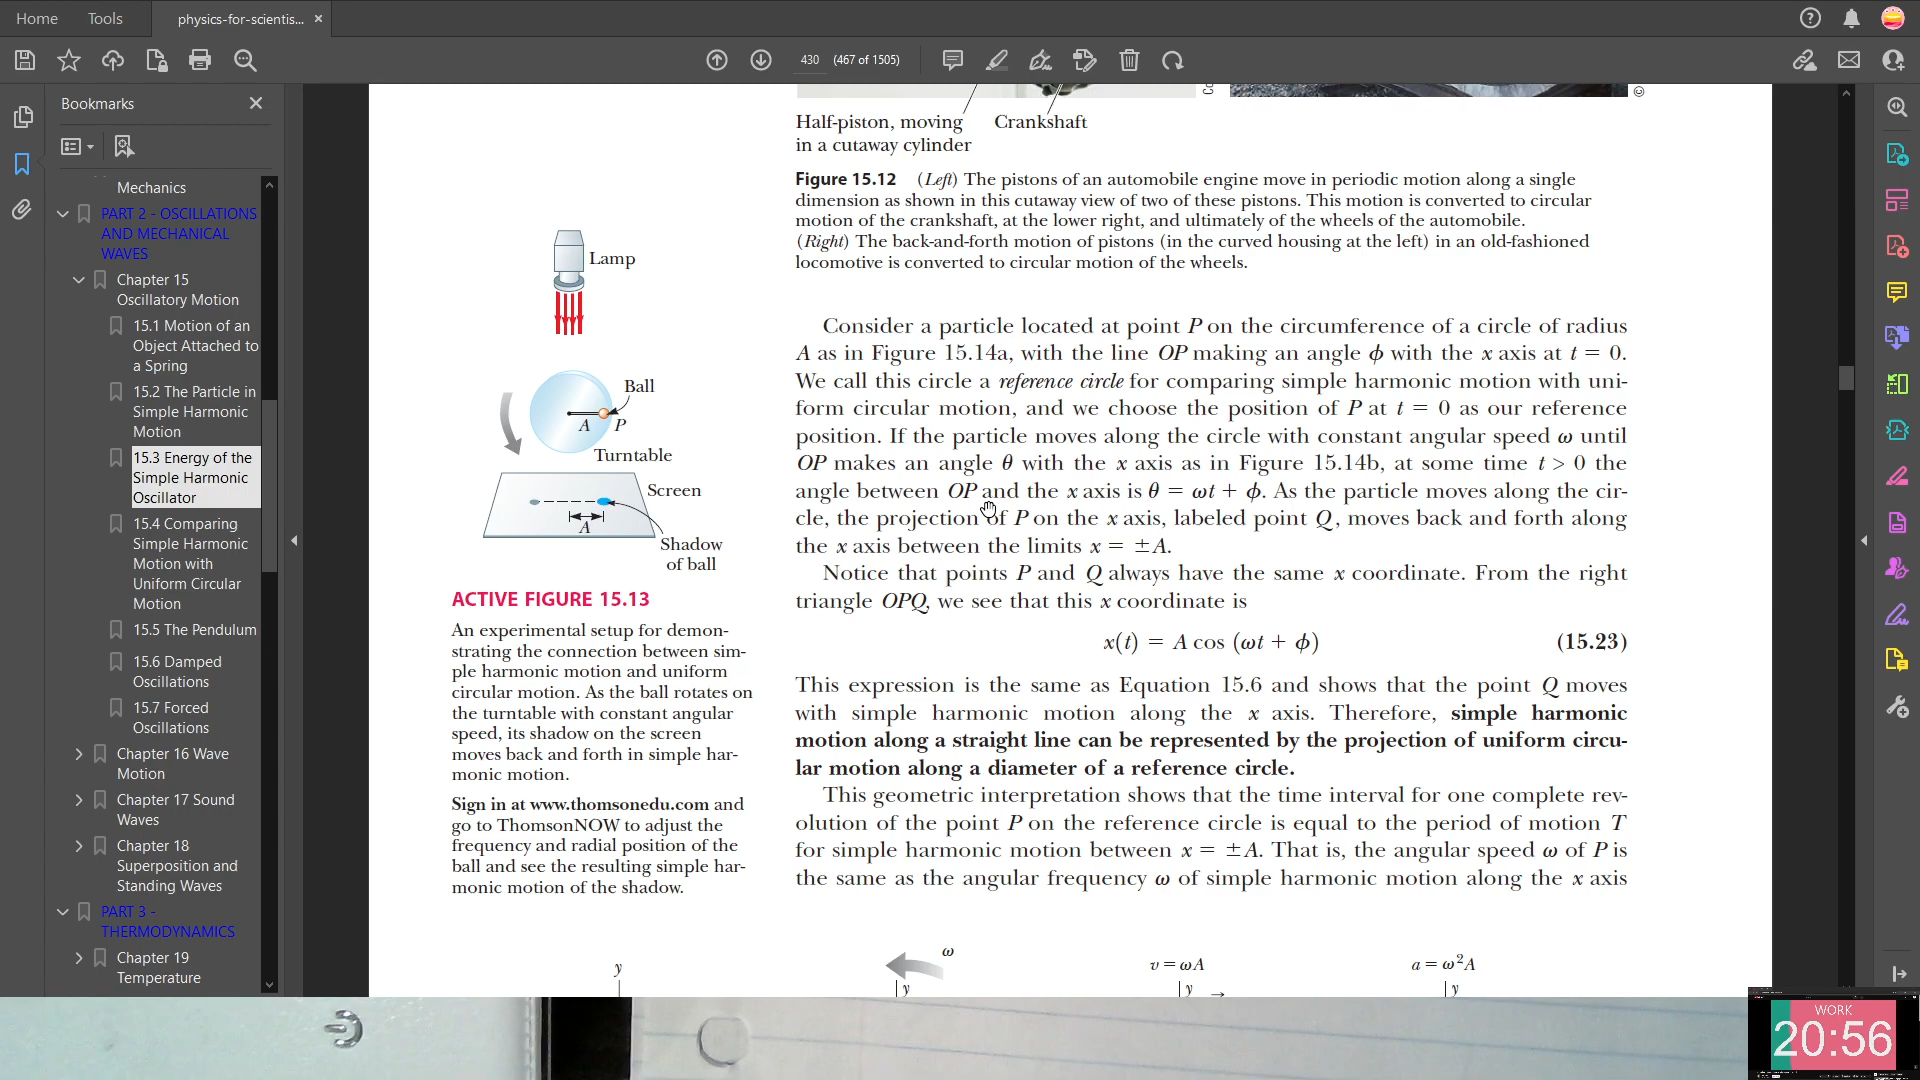 Home
Tools
physics-for-scientis... ×
430 (467 of 1505)
Bookmarks
Mechanics
PART 2 - OSCILLATIONS
AND MECHANICAL
WAVES
Chapter 15
Oscillatory Motion
15.1 Motion of an
Object Attached to
a Spring
15.2 The Particle in
Simple Harmonic
Motion
15.3 Energy of the
Simple Harmonic
Oscillator
15.4 Comparing
Simple Harmonic
Motion with
Uniform Circular
Motion
15.5 The Pendulum
15.6 Damped
Oscillations
15.7 Forced
Oscillations
Chapter 16 Wave
Motion
Chapter 17 Sound
Waves
Chapter 18
Superposition and
Standing Waves
PART 3 -
THERMODYNAMICS
Chapter 19
Temperature
Lamp
Ball
A P
Turntable
Screen
A
Shadow
of ball
ACTIVE FIGURE 15.13
An experimental setup for demon-
strating the connection between sim-
ple harmonic motion and uniform
circular motion. As the ball rotates on
the turntable with constant angular
speed, its shadow on the screen
moves back and forth in simple har-
monic motion.
Sign in at www.thomsonedu.com and
go to ThomsonNOW to adjust the
frequency and radial position of the
ball and see the resulting simple har-
monic motion of the shadow.
Half-piston, moving
in a cutaway cylinder
Crankshaft
©
Figure 15.12 (Left) The pistons of an automobile engine move in periodic motion along a single
dimension as shown in this cutaway view of two of these pistons. This motion is converted to circular
motion of the crankshaft, at the lower right, and ultimately of the wheels of the automobile.
(Right) The back-and-forth motion of pistons (in the curved housing at the left) in an old-fashioned
locomotive is converted to circular motion of the wheels.
Consider a particle located at point P on the circumference of a circle of radius
A as in Figure 15.14a, with the line OP making an angle ϕ with the x axis at t = 0.
We call this circle a reference circle for comparing simple harmonic motion with uni-
form circular motion, and we choose the position of P at t = 0 as our reference
position. If the particle moves along the circle with constant angular speed ω until
OP makes an angle θ with the x axis as in Figure 15.14b, at some time t > 0 the
angle between OP and the x axis is θ = ωt + ϕ. As the particle moves along the cir-
cle, the projection of P on the x axis, labeled point Q, moves back and forth along
the x axis between the limits x = ±A.
Notice that points P and Q always have the same x coordinate. From the right
triangle OPQ, we see that this x coordinate is
x(t) = A cos (ωt + ϕ) (15.23)
This expression is the same as Equation 15.6 and shows that the point Q moves
with simple harmonic motion along the x axis. Therefore, simple harmonic
motion along a straight line can be represented by the projection of uniform circu-
lar motion along a diameter of a reference circle.
This geometric interpretation shows that the time interval for one complete rev-
olution of the point P on the reference circle is equal to the period of motion T
for simple harmonic motion between x = ±A. That is, the angular speed ω of P is
the same as the angular frequency ω of simple harmonic motion along the x axis
ω
v = ωA
a = ω²A
y
y
y
y
WORK
20:56